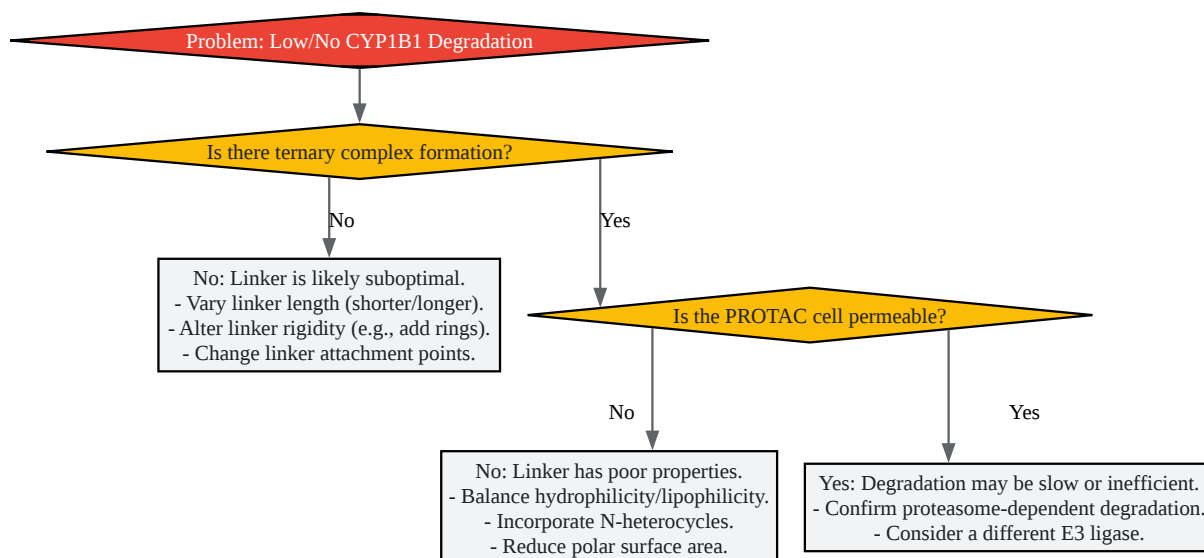 Problem: Low/No CYP1B1 Degradation
Is there ternary complex formation?
No
Yes
No: Linker is likely suboptimal.
- Vary linker length (shorter/longer).
- Alter linker rigidity (e.g., add rings).
- Change linker attachment points.
Is the PROTAC cell permeable?
No
Yes
No: Linker has poor properties.
- Balance hydrophilicity/lipophilicity.
- Incorporate N-heterocycles.
- Reduce polar surface area.
Yes: Degradation may be slow or inefficient.
- Confirm proteasome-dependent degradation.
- Consider a different E3 ligase.